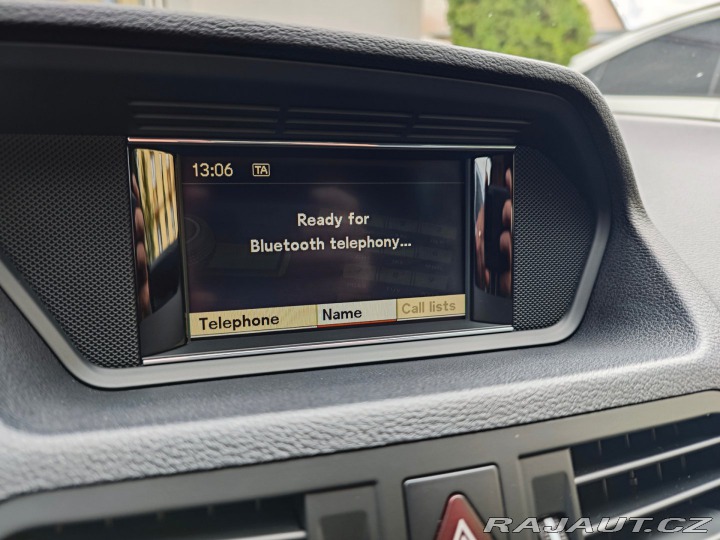 13:06 TA
Ready for
Bluetooth telephony...
Telephone Name Call lists
RAJAUT.CZ